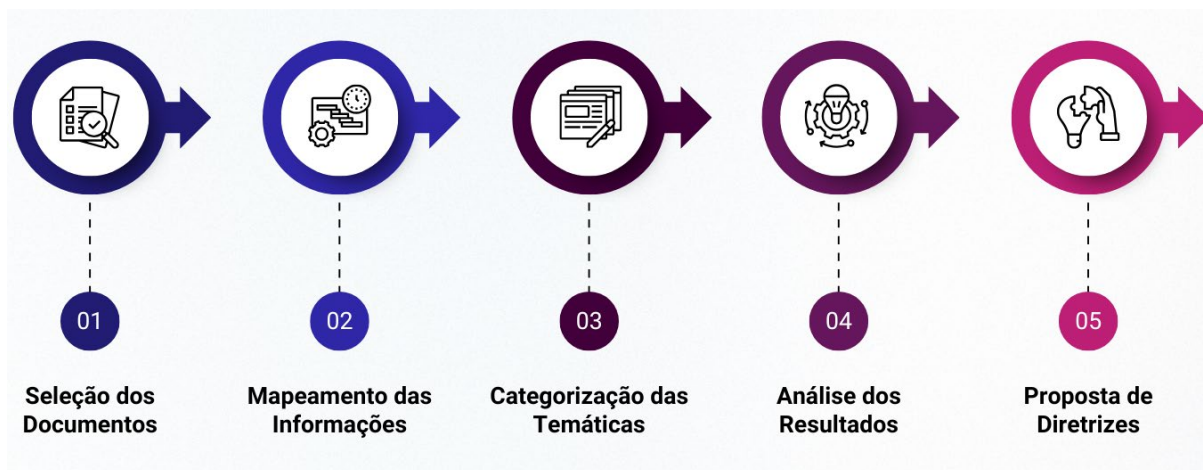 01
02
03
04
05
Seleção dos
Documentos
Mapeamento das
Informações
Categorização das
Temáticas
Análise dos
Resultados
Proposta de
Diretrizes